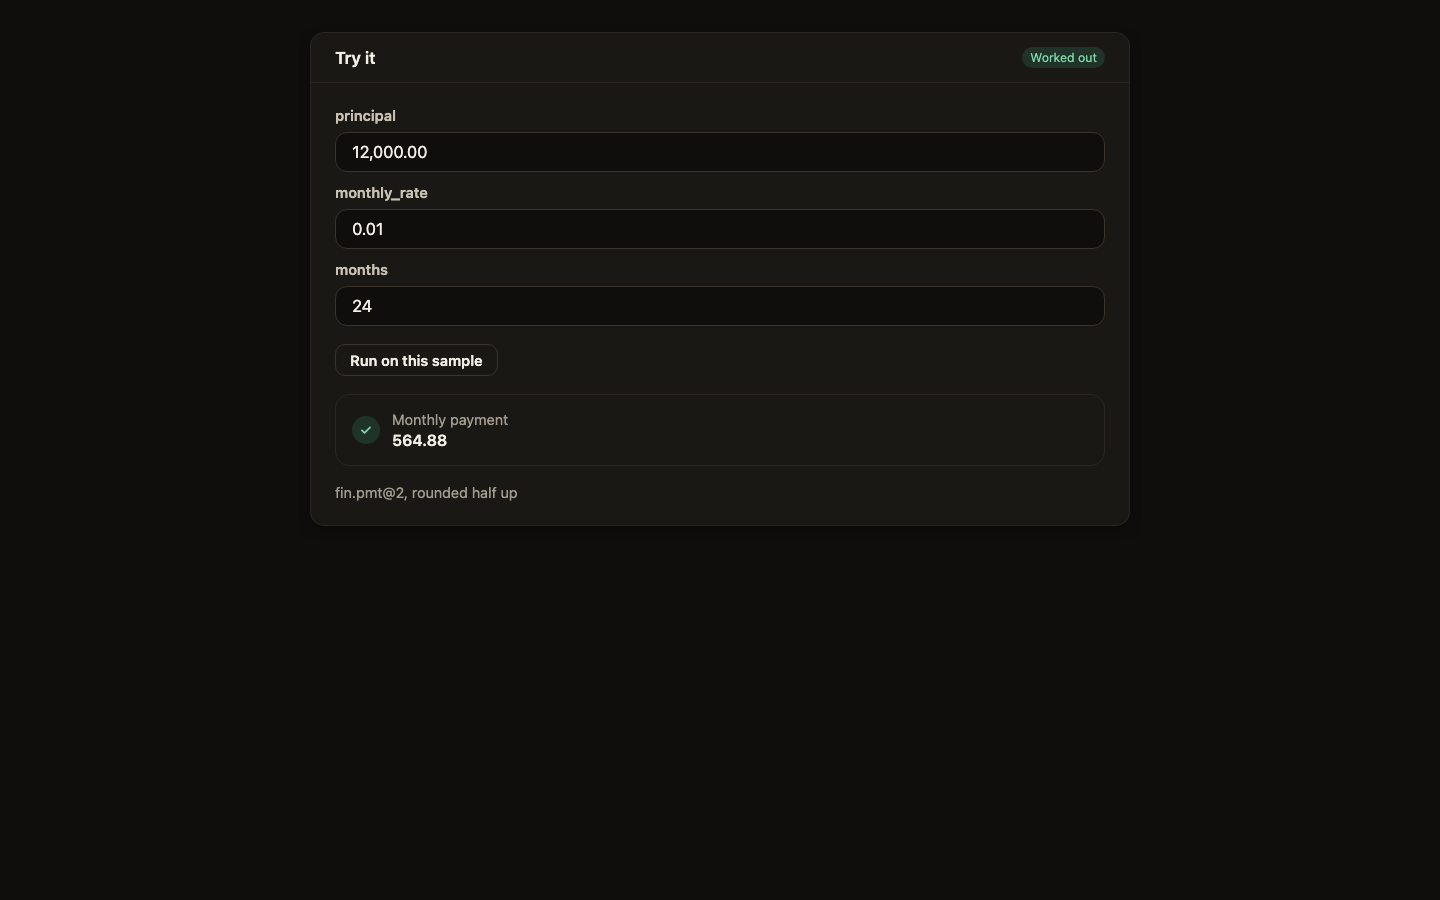 Try it
Worked out
principal
12,000.00
monthly_rate
0.01
months
24
Run on this sample
Monthly payment
564.88
fin.pmt@2, rounded half up